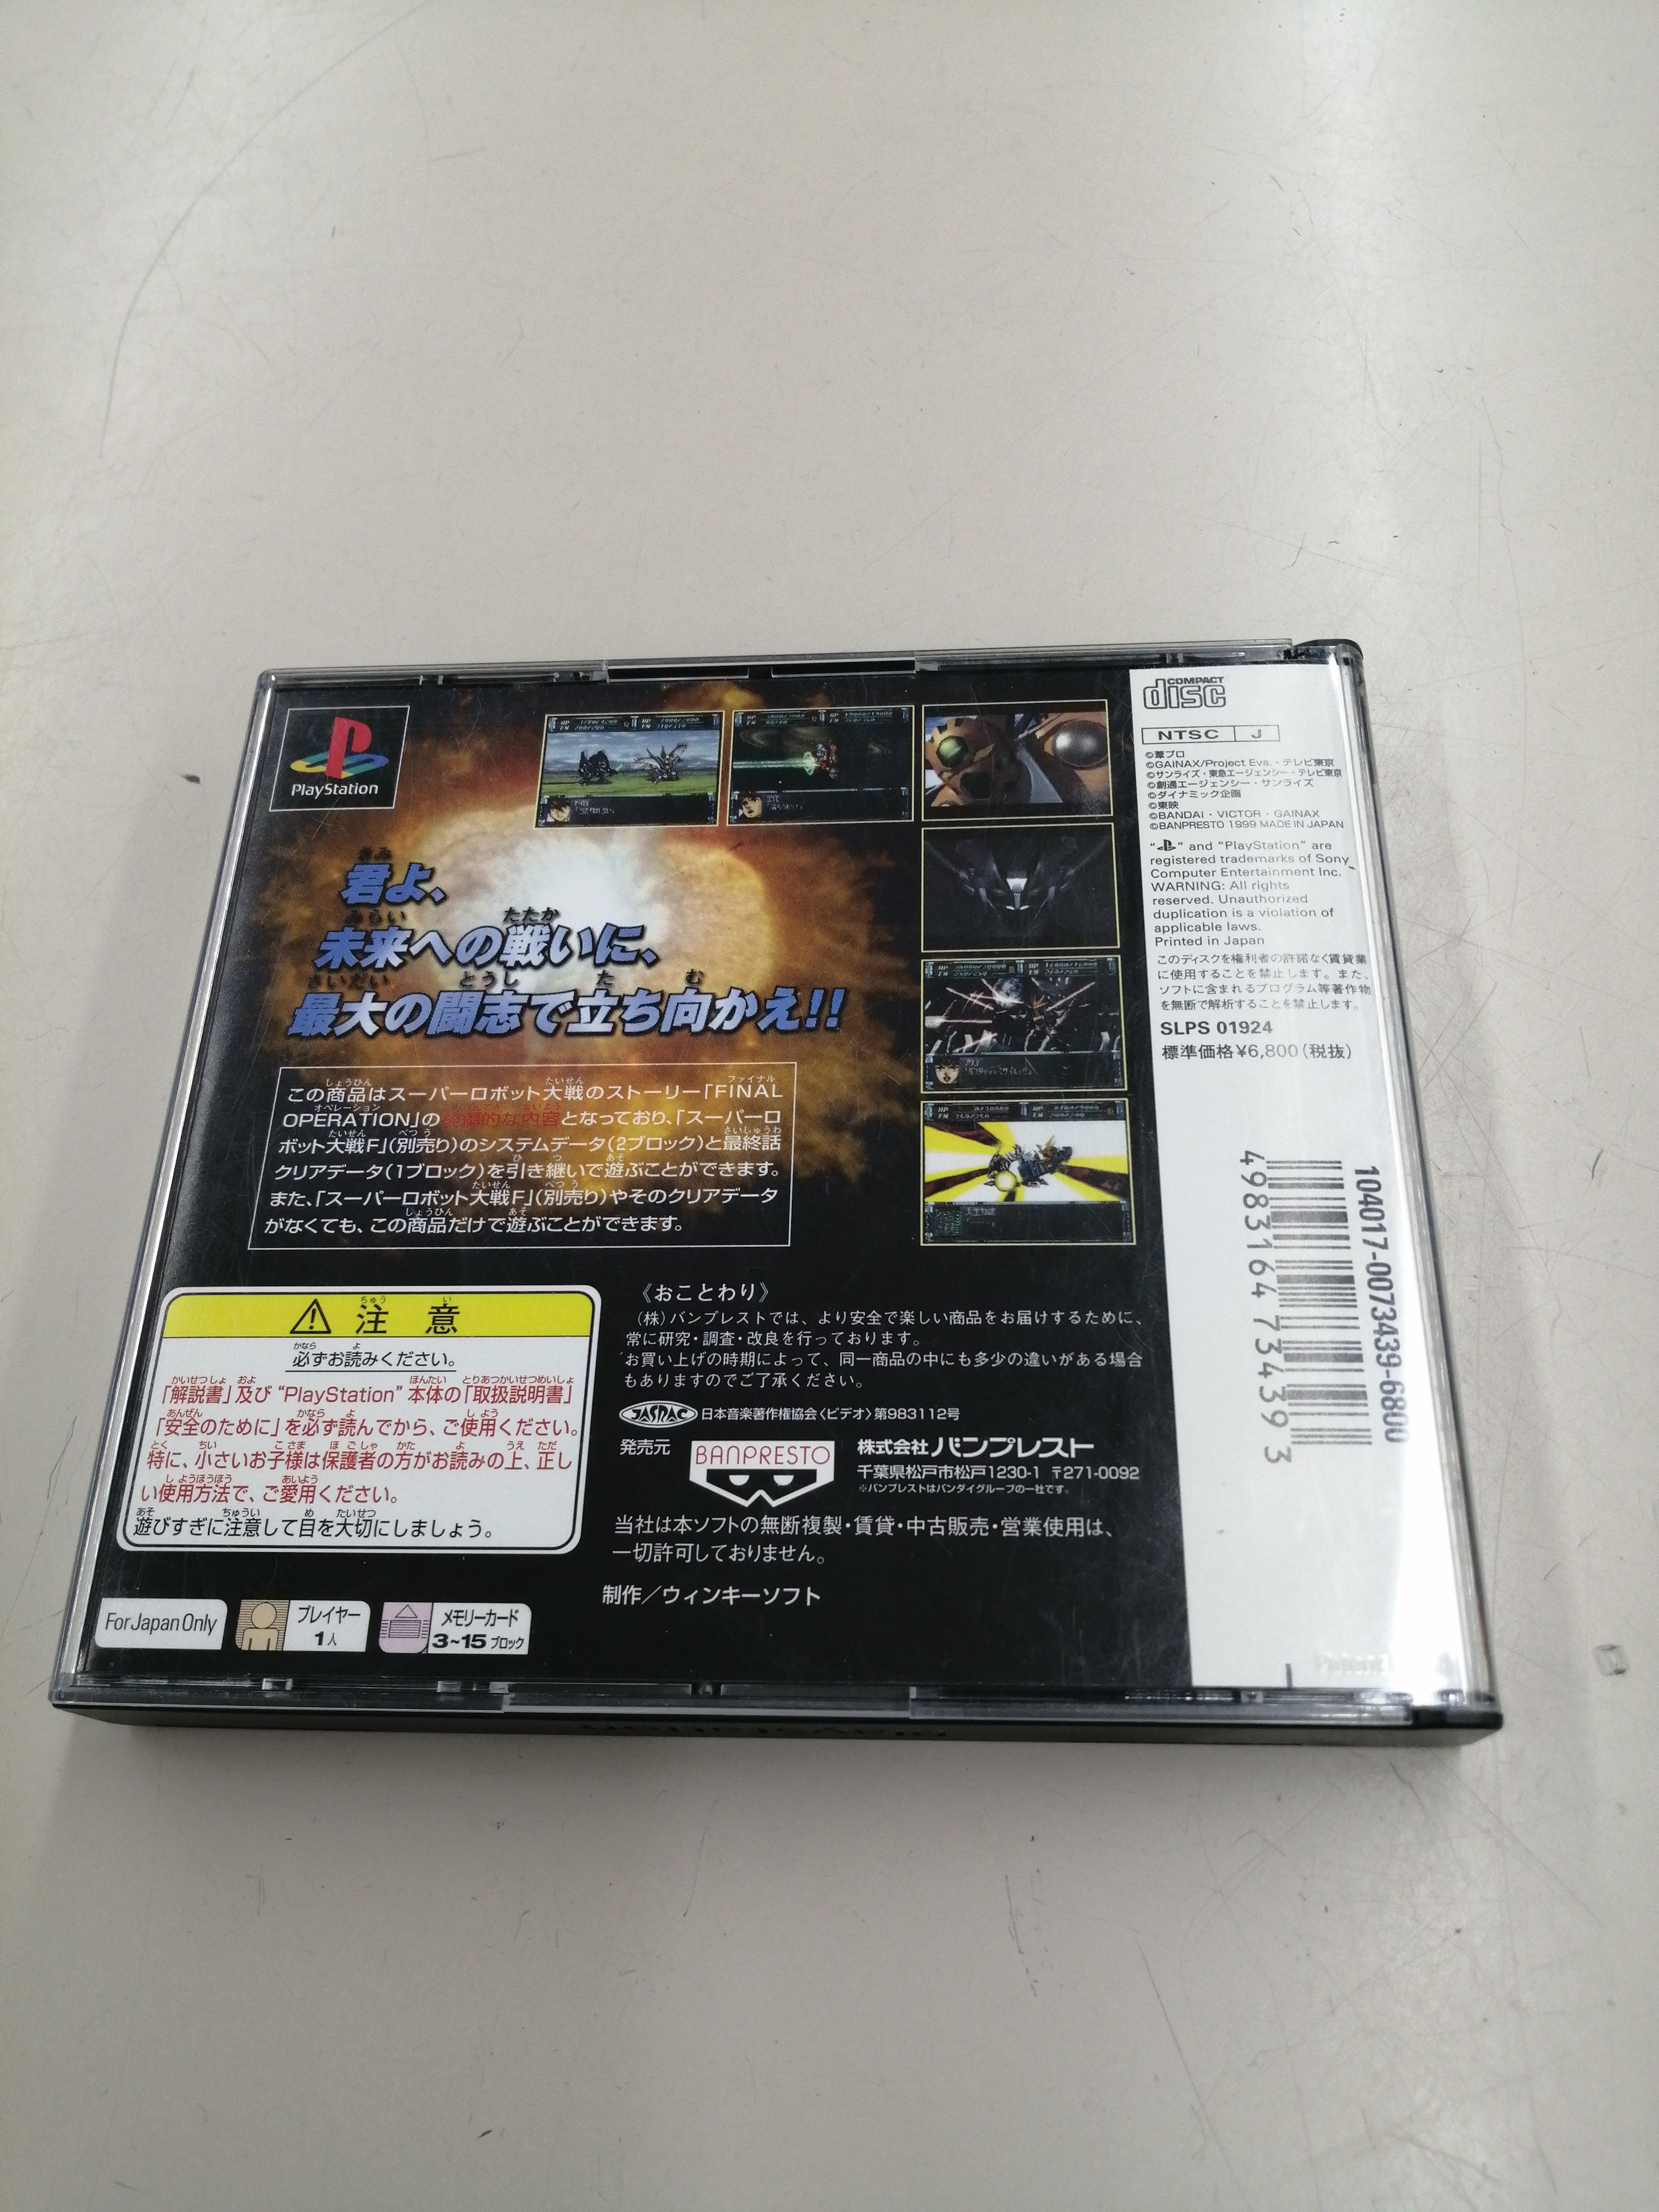 PlayStation
君よ、
未来への戦いに、
最大の闘志で立ち向かえ!!
この商品はスーパーロボット大戦のストーリー「FINAL
OPERATION」の完結的な内容となっており、「スーパーロ
ボット大戦F」(別売り)のシステムデータ(2ブロック)と最終話
クリアデータ(1ブロック)を引き継いで遊ぶことができます。
また、「スーパーロボット大戦F」(別売り)やそのクリアデータ
がなくても、この商品だけで遊ぶことができます。
注意
必ずお読みください。
「解説書」及び “PlayStation” 本体の「取扱説明書」
「安全のために」を必ず読んでから、ご使用ください。
特に、小さいお子様は保護者の方がお読みの上、正し
い使用方法で、ご愛用ください。
遊びすぎに注意して目を大切にしましょう。
For Japan Only
プレイヤー
1人
メモリーカード
3~15 ブロック
《おことわり》
(株)バンプレストでは、より安全で楽しい商品をお届けするために、
常に研究・調査・改良を行っております。
お買い上げの時期によって、同一商品の中にも多少の違いがある場合
もありますのでご了承ください。
JASRAC 日本音楽著作権協会〈ビデオ〉第983112号
発売元
BANPRESTO
株式会社バンプレスト
千葉県松戸市松戸1230-1 〒271-0092
※バンプレストはバンダイグループの一社です。
当社は本ソフトの無断複製・賃貸・中古販売・営業使用は、
一切許可しておりません。
制作／ウィンキーソフト
COMPACT
disc
NTSC J
©葦プロ
©GAINAX/Project Eva.・テレビ東京
©サンライズ・東急エージェンシー・テレビ東京
©創通エージェンシー・サンライズ
©ダイナミック企画
©東映
©BANDAI・VICTOR・GAINAX
©BANPRESTO 1999 MADE IN JAPAN
“ ” and “PlayStation” are
registered trademarks of Sony
Computer Entertainment Inc.
WARNING: All rights
reserved. Unauthorized
duplication is a violation of
applicable laws.
Printed in Japan
このディスクを権利者の許諾なく賃貸業
に使用することを禁止します。また、
ソフトに含まれるプログラム等著作物
を無断で解析することを禁止します。
SLPS 01924
標準価格¥6,800(税抜)
104017-0073439-6800
4983164 734393